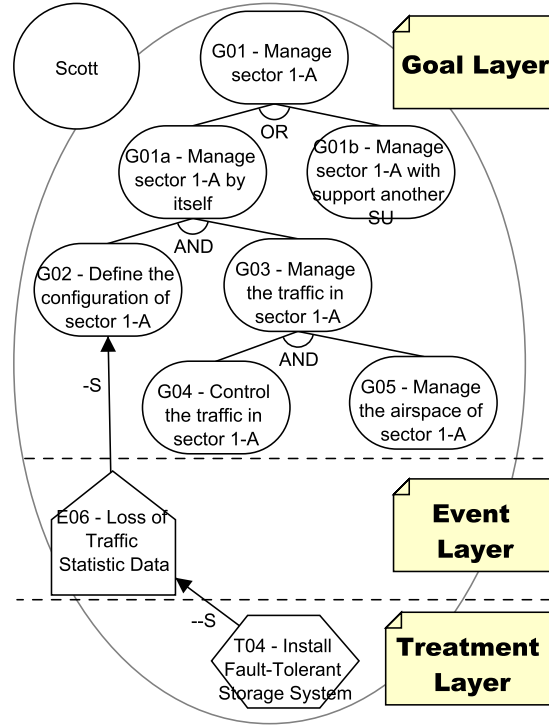 Scott
G01 - Manage
sector 1-A
Goal Layer
OR
G01a - Manage
sector 1-A by
itself
G01b - Manage
sector 1-A with
support another
SU
AND
G02 - Define the
configuration of
sector 1-A
G03 - Manage
the traffic in
sector 1-A
AND
-S
G04 - Control
the traffic in
sector 1-A
G05 - Manage
the airspace of
sector 1-A
E06 - Loss of
Traffic
Statistic Data
Event
Layer
--S
T04 - Install
Fault-Tolerant
Storage System
Treatment
Layer